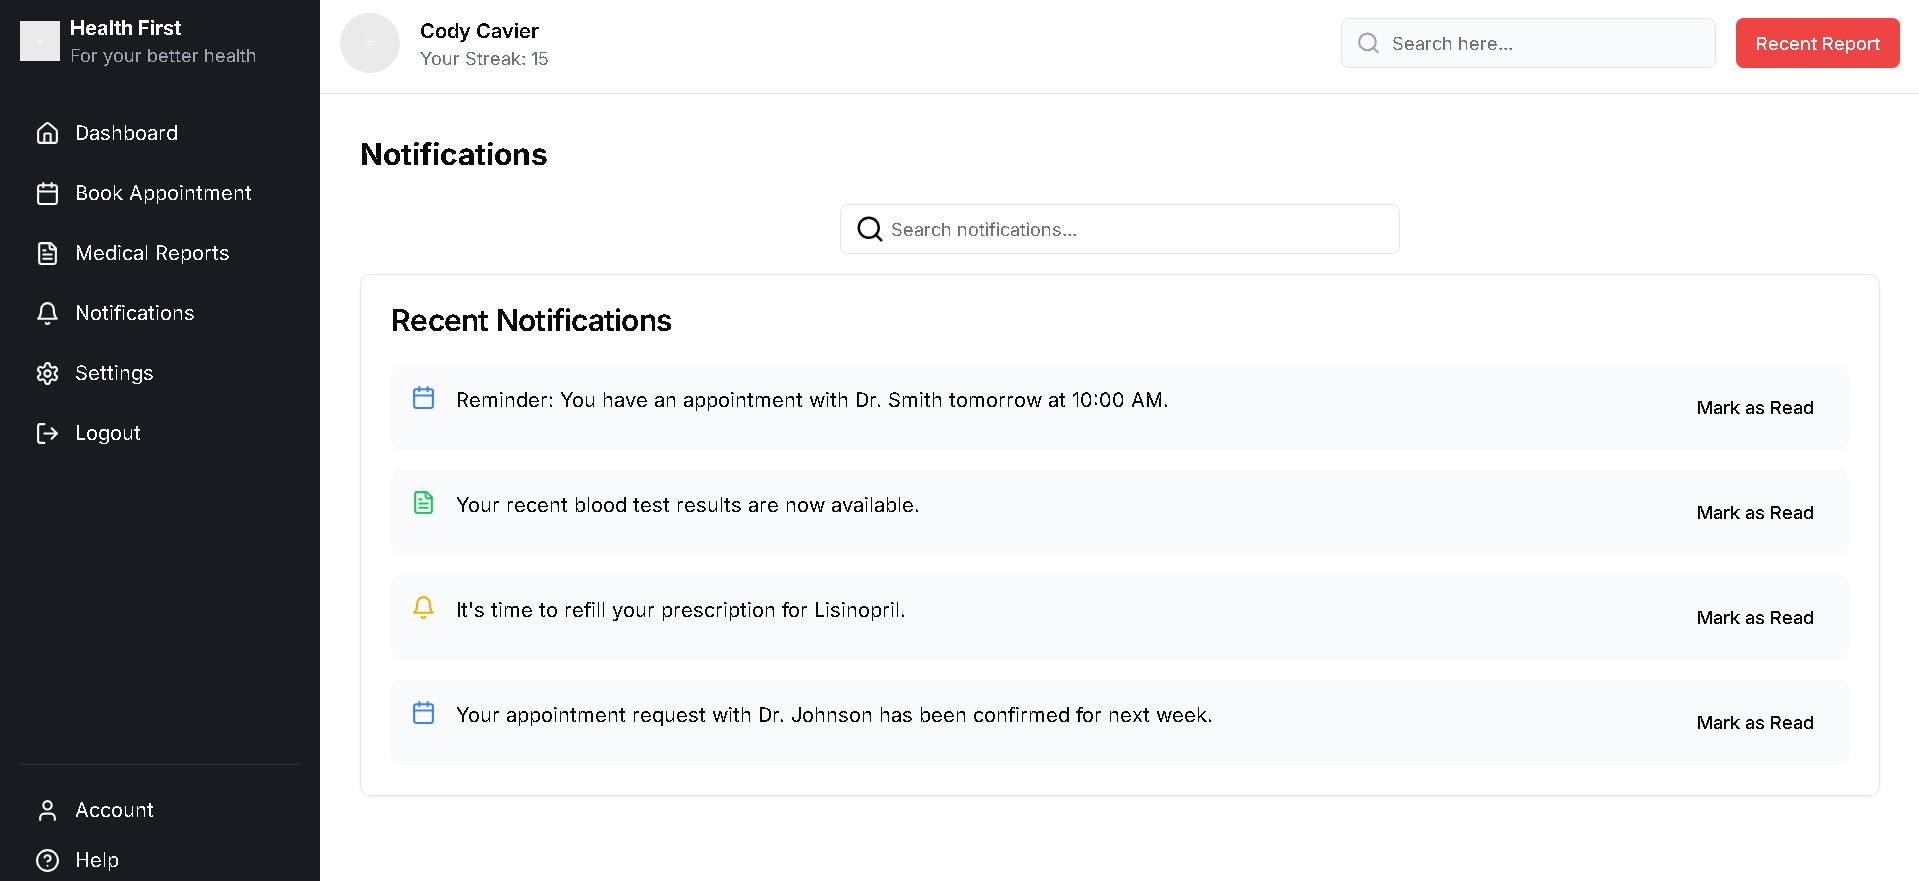 Health First
For your better health
Dashboard
Book Appointment
Medical Reports
Notifications
Settings
Logout
Account
Help
Cody Cavier
Your Streak: 15
Search here...
Recent Report
Notifications
Search notifications...
Recent Notifications
Reminder: You have an appointment with Dr. Smith tomorrow at 10:00 AM.
Mark as Read
Your recent blood test results are now available.
Mark as Read
It's time to refill your prescription for Lisinopril.
Mark as Read
Your appointment request with Dr. Johnson has been confirmed for next week.
Mark as Read